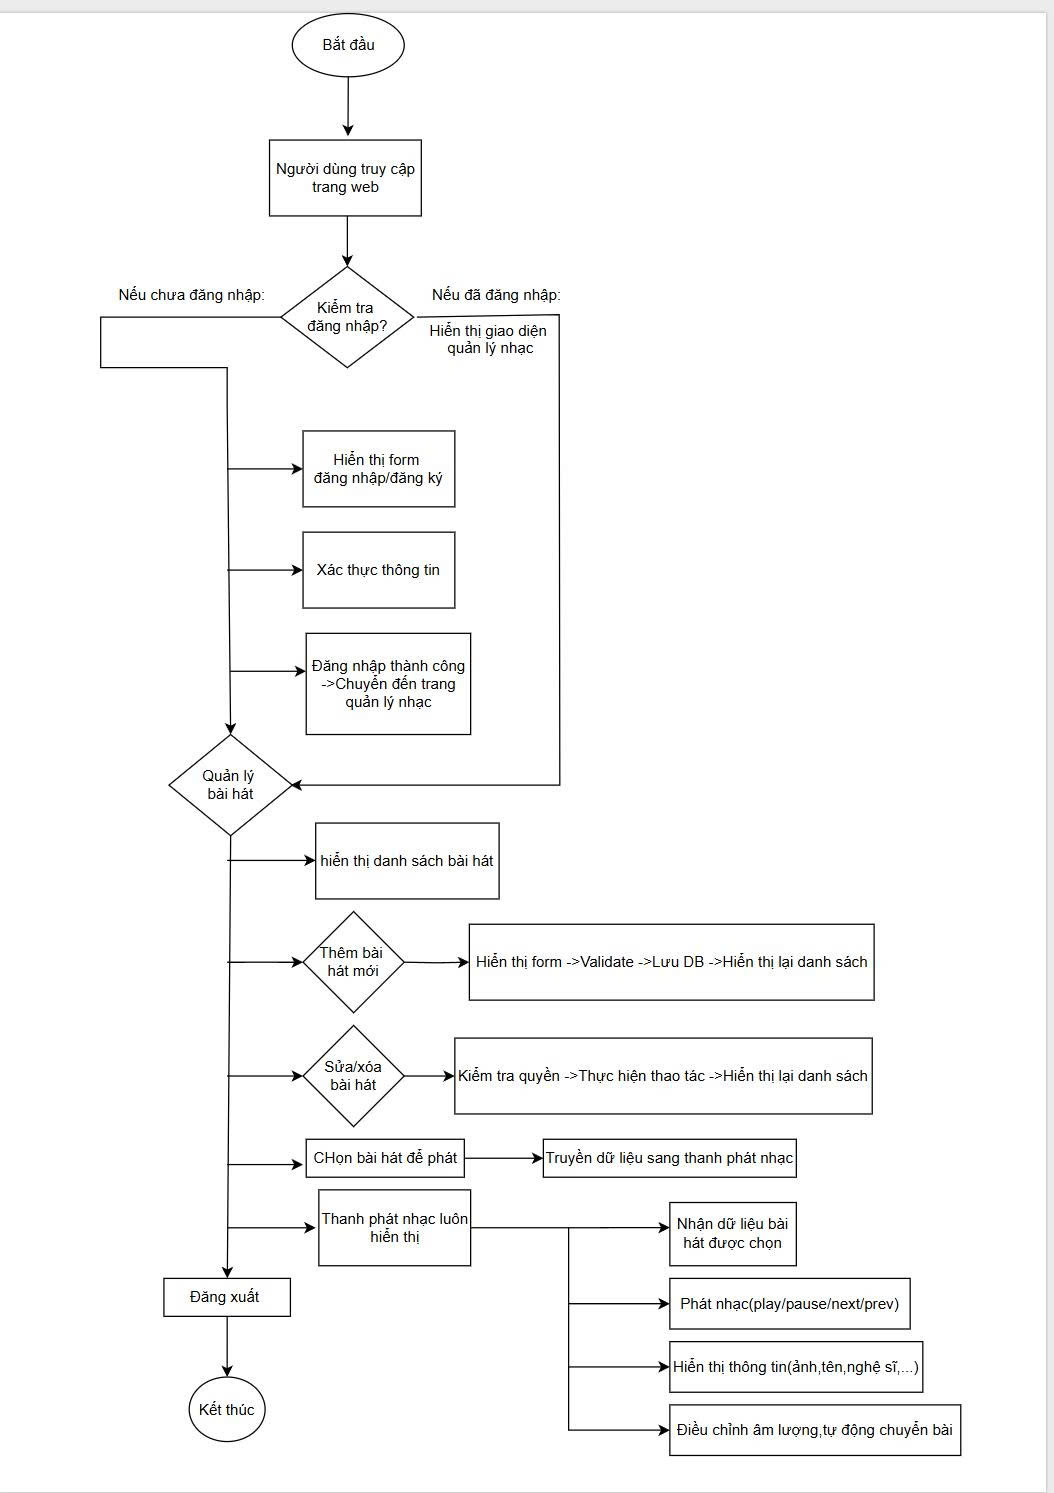 Bắt đầu
Người dùng truy cập
trang web
Nếu chưa đăng nhập:
Kiểm tra
đăng nhập?
Nếu đã đăng nhập:
Hiển thị giao diện
quản lý nhạc
Hiển thị form
đăng nhập/đăng ký
Xác thực thông tin
Đăng nhập thành công
->Chuyển đến trang
quản lý nhạc
Quản lý
bài hát
hiển thị danh sách bài hát
Thêm bài
hát mới
Hiển thị form ->Validate ->Lưu DB ->Hiển thị lại danh sách
Sửa/xóa
bài hát
Kiểm tra quyền ->Thực hiện thao tác ->Hiển thị lại danh sách
CHọn bài hát để phát
Truyền dữ liệu sang thanh phát nhạc
Thanh phát nhạc luôn
hiển thị
Nhận dữ liệu bài
hát được chọn
Đăng xuất
Phát nhạc(play/pause/next/prev)
Hiển thị thông tin(ảnh,tên,nghệ sĩ,...)
Kết thúc
Điều chỉnh âm lượng,tự động chuyển bài